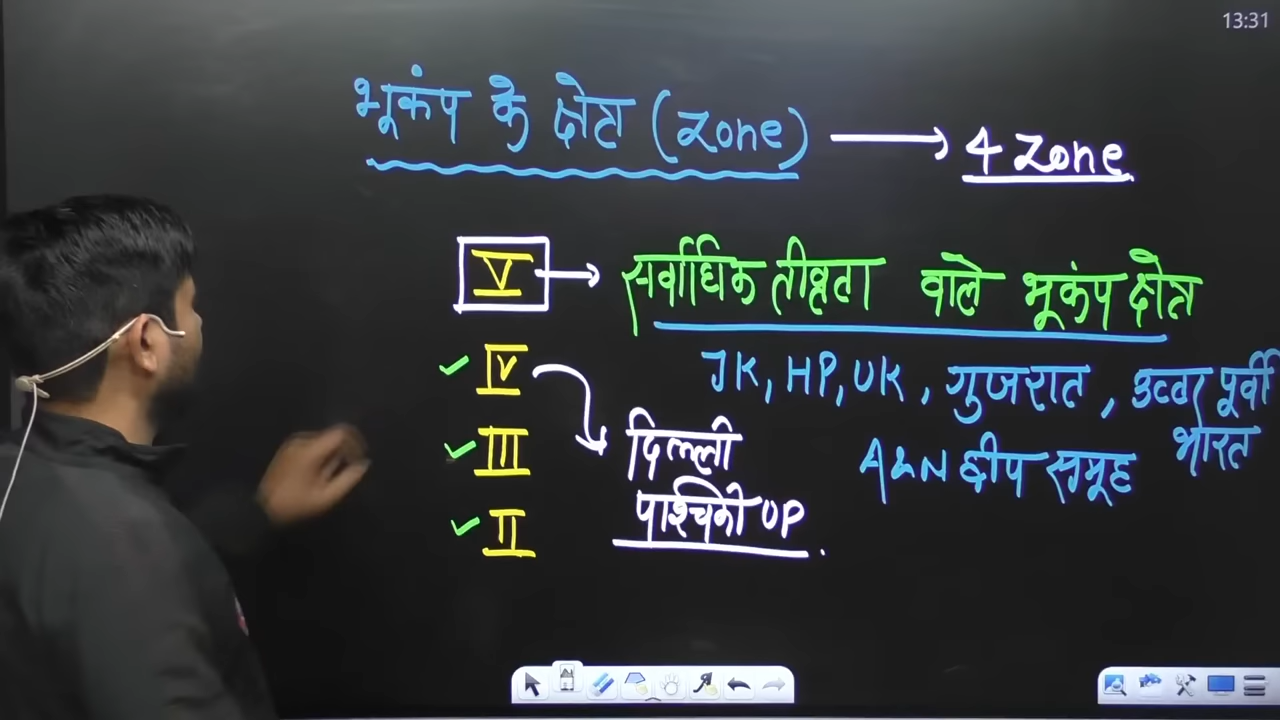 13:31
भूकंप के क्षेत्र (Zone) → 4 Zone
V → सर्वाधिक तीव्रता वाले भूकंप क्षेत्र
JK, HP, UK, गुजरात, उत्तर पूर्वी भारत
A&N द्वीप समूह
✓ IV
दिल्ली
पश्चिमी UP.
✓ III
✓ II